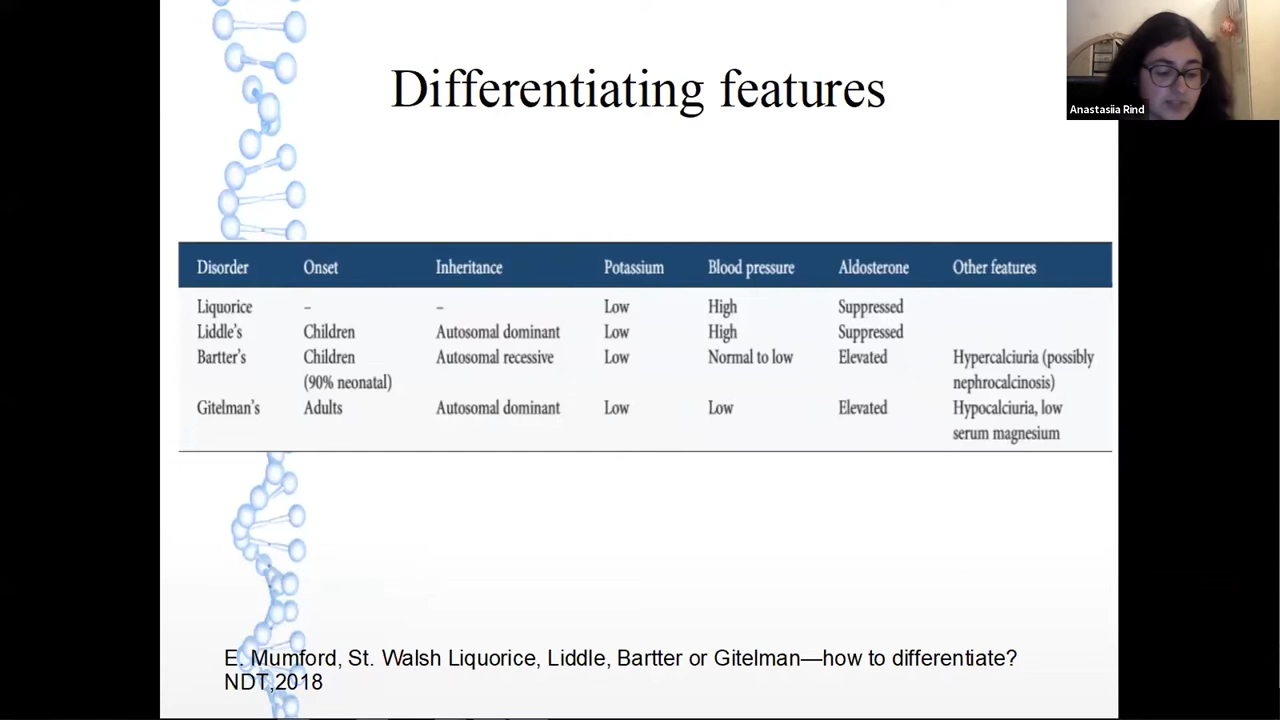 Differentiating features
Anastasiia Rind
Disorder Onset Inheritance Potassium Blood pressure Aldosterone Other features
Liquorice – – Low High Suppressed
Liddle's Children Autosomal dominant Low High Suppressed
Bartter's Children Autosomal recessive Low Normal to low Elevated Hypercalciuria (possibly
(90% neonatal) nephrocalcinosis)
Gitelman's Adults Autosomal dominant Low Low Elevated Hypocalciuria, low
serum magnesium
E. Mumford, St. Walsh Liquorice, Liddle, Bartter or Gitelman—how to differentiate?
NDT,2018